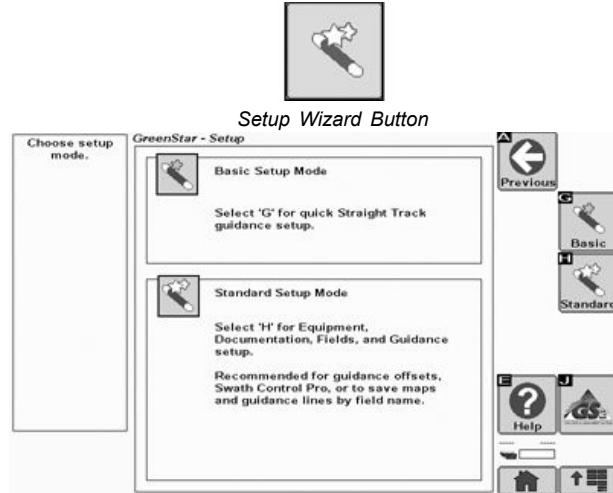 Setup Wizard Button
Choose setup
mode.
GreenStar - Setup
Basic Setup Mode
Select 'G' for quick Straight Track
guidance setup.
Standard Setup Mode
Select 'H' for Equipment,
Documentation, Fields, and Guidance
setup.
Recommended for guidance offsets,
Swath Control Pro, or to save maps
and guidance lines by field name.
A
Previous
G
Basic
H
Standard
E
Help
J
GS2
----- -----